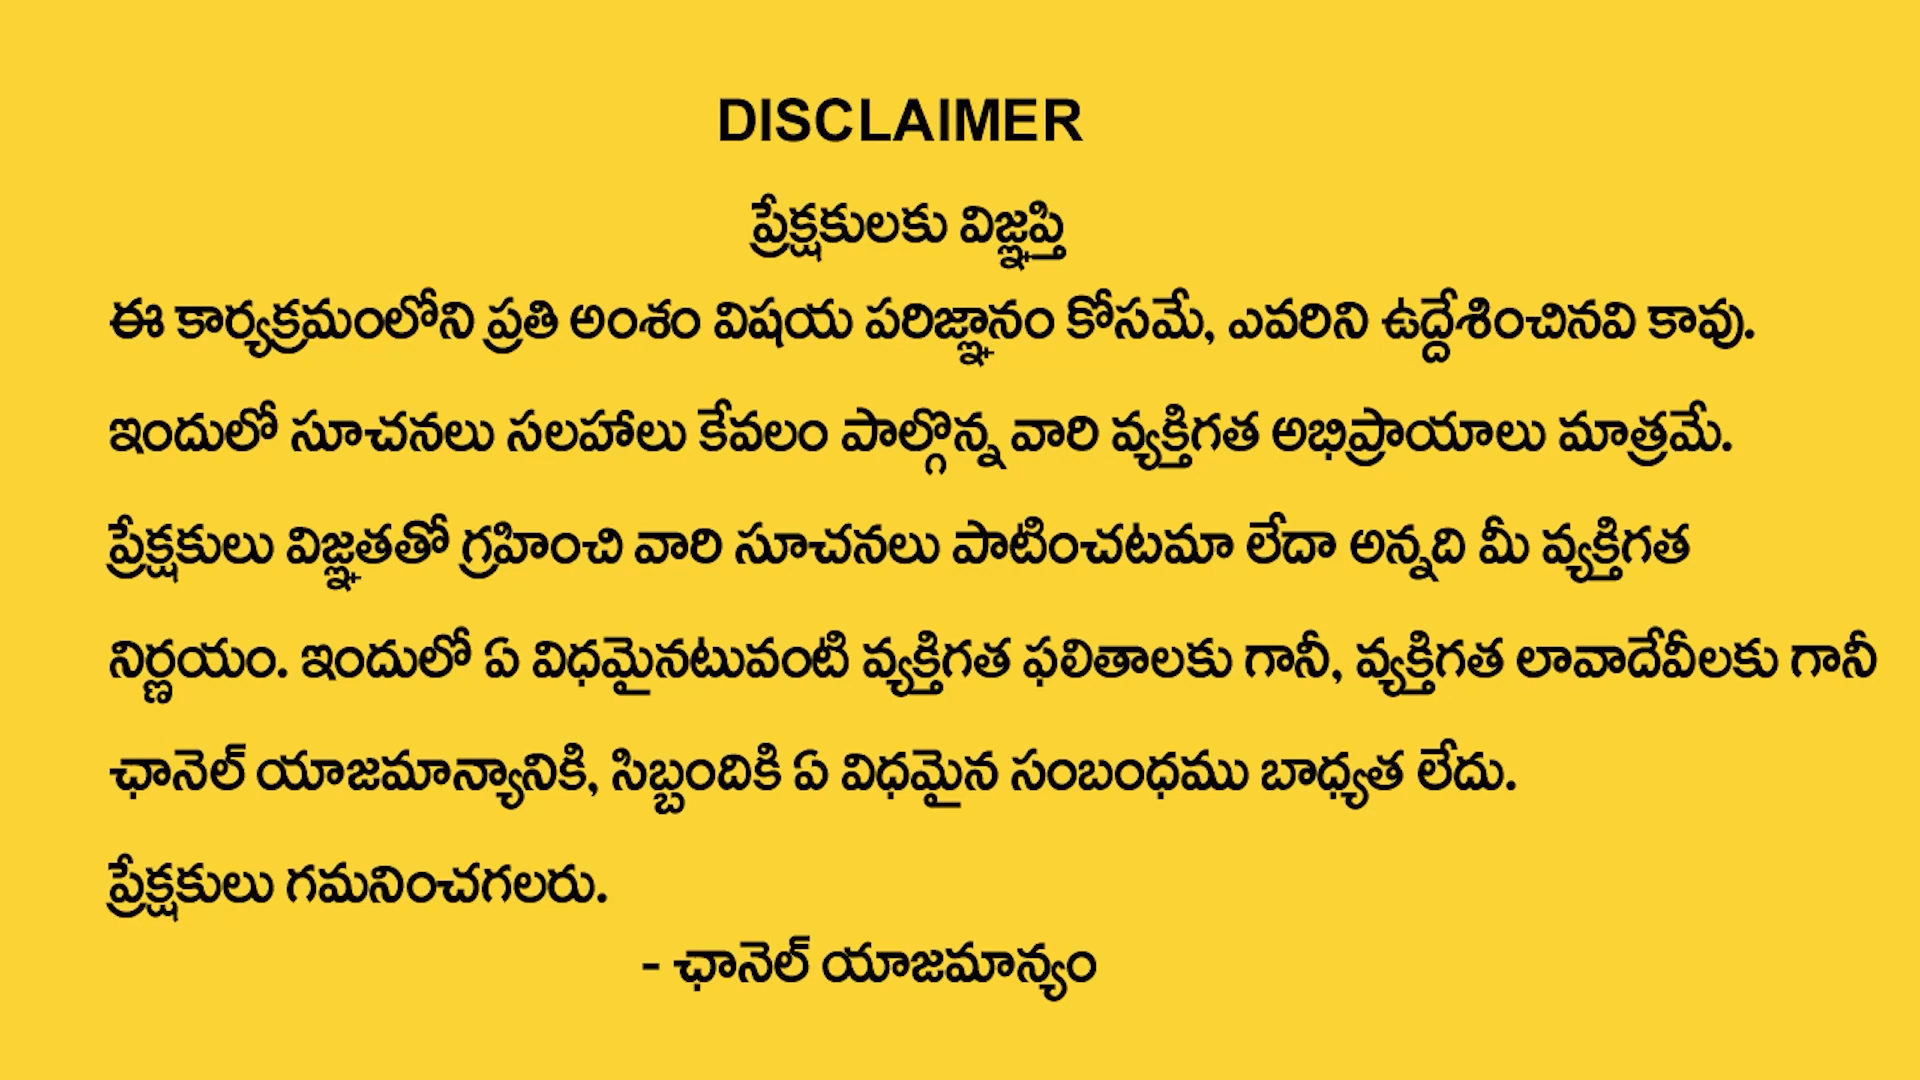 DISCLAIMER
ప్రేక్షకులకు విజ్ఞప్తి
ఈ కార్యక్రమంలోని ప్రతి అంశం విషయ పరిజ్ఞానం కోసమే, ఎవరిని ఉద్దేశించినవి కావు.
ఇందులో సూచనలు సలహాలు కేవలం పాల్గొన్న వారి వ్యక్తిగత అభిప్రాయాలు మాత్రమే.
ప్రేక్షకులు విజ్ఞతతో గ్రహించి వారి సూచనలు పాటించటమా లేదా అన్నది మీ వ్యక్తిగత
నిర్ణయం. ఇందులో ఏ విధమైనటువంటి వ్యక్తిగత ఫలితాలకు గానీ, వ్యక్తిగత లావాదేవీలకు గానీ
ఛానెల్ యాజమాన్యానికి, సిబ్బందికి ఏ విధమైన సంబంధము బాధ్యత లేదు.
ప్రేక్షకులు గమనించగలరు.
- ఛానెల్ యాజమాన్యం